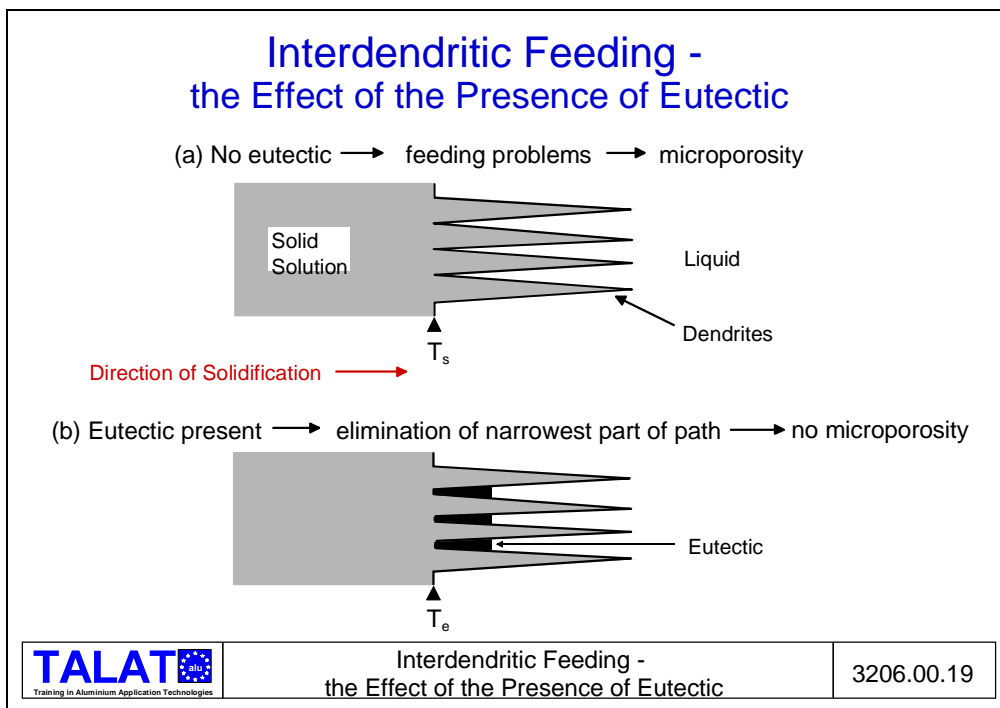 Interdendritic Feeding -
the Effect of the Presence of Eutectic
(a) No eutectic → feeding problems → microporosity
Solid
Solution
Liquid
Dendrites
Ts
Direction of Solidification
(b) Eutectic present → elimination of narrowest part of path → no microporosity
Eutectic
Te
TALAT
alu
Training in Aluminium Application Technologies
Interdendritic Feeding -
the Effect of the Presence of Eutectic
3206.00.19